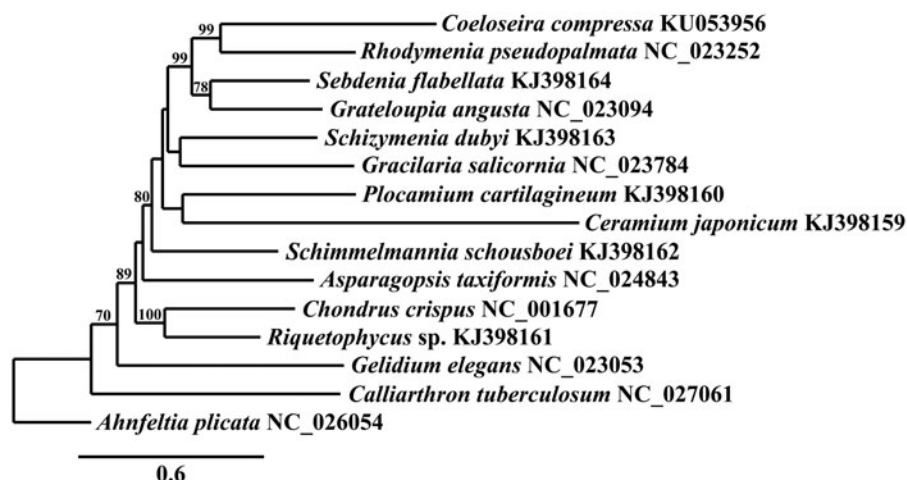 Coeloseira compressa KU053956
99
Rhodymenia pseudopalmata NC_023252
99
Sebdenia flabellata KJ398164
78
Grateloupia angusta NC_023094
Schizymenia dubyi KJ398163
Gracilaria salicornia NC_023784
Plocamium cartilagineum KJ398160
80
Ceramium japonicum KJ398159
Schimmelmannia schousboei KJ398162
89
Asparagopsis taxiformis NC_024843
Chondrus crispus NC_001677
70
100
Riquetophycus sp. KJ398161
Gelidium elegans NC_023053
Calliarthron tuberculosum NC_027061
Ahnfeltia plicata NC_026054
0.6